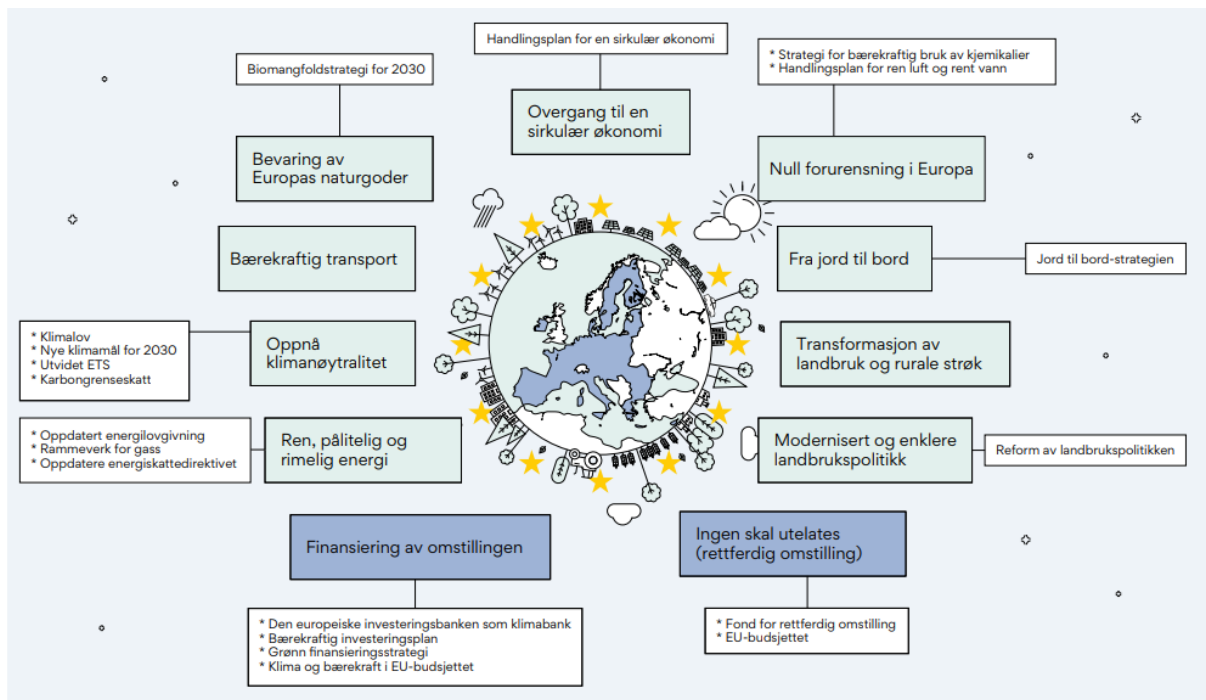 Handlingsplan for en sirkulær økonomi
Overgang til en
sirkulær økonomi
Biomangfoldstrategi for 2030
Bevaring av
Europas naturgoder
* Strategi for bærekraftig bruk av kjemikalier
* Handlingsplan for ren luft og rent vann
Null forurensning i Europa
Bærekraftig transport
Fra jord til bord
Jord til bord-strategien
* Klimalov
* Nye klimamål for 2030
* Utvidet ETS
* Karbongrenseskatt
Oppnå
klimanøytralitet
Transformasjon av
landbruk og rurale strøk
* Oppdatert energilovgivning
* Rammeverk for gass
* Oppdatere energiskattedirektivet
Ren, pålitelig og
rimelig energi
Modernisert og enklere
landbrukspolitikk
Reform av landbrukspolitikken
Finansiering av omstillingen
* Den europeiske investeringsbanken som klimabank
* Bærekraftig investeringsplan
* Grønn finansieringsstrategi
* Klima og bærekraft i EU-budsjettet
Ingen skal utelates
(rettferdig omstilling)
* Fond for rettferdig omstilling
* EU-budsjettet